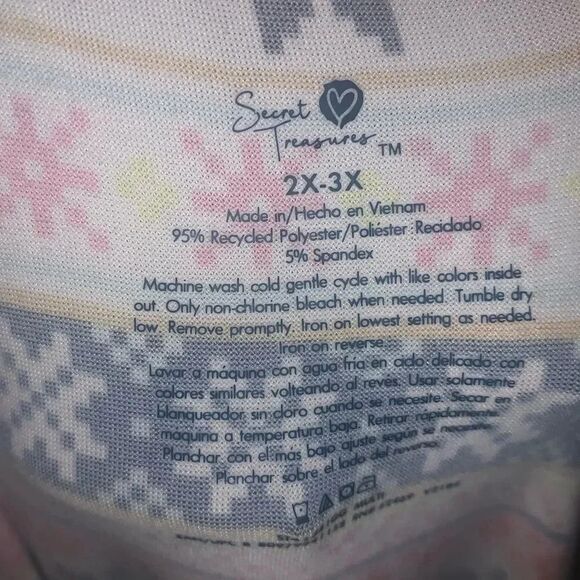 Secret
Treasures™
2X-3X
Made in/Hecho en Vietnam
95% Recycled Polyester/Poliéster Reciclado
5% Spandex
Machine wash cold gentle cycle with like colors inside
out. Only non-chlorine bleach when needed. Tumble dry
low. Remove promptly. Iron on lowest setting as needed.
Iron on reverse
Lavar a máquina con agua fría en ciclo delicado con
colores similares volteando al revés. Usar solamente
blanqueador sin cloro cuando se necesite. Secar en
maquina a temperatura baja. Retirar rápidamente.
Planchar con el mas bajo ajuste según se necesite.
Planchar sobre el lado del reverso.